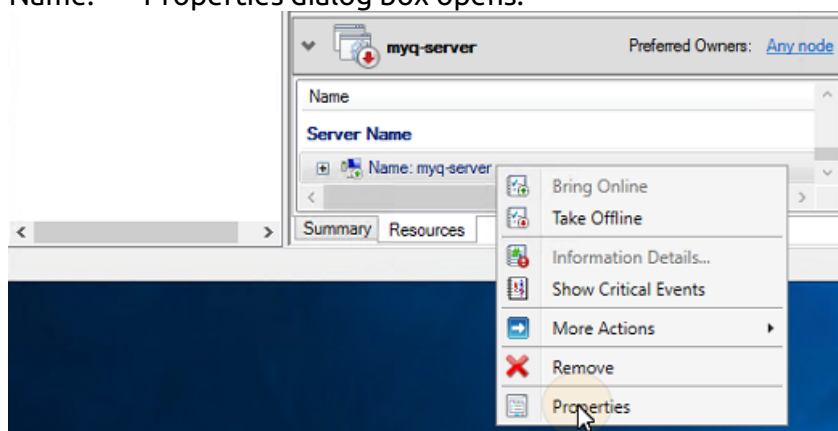 Name: Properties dialog box opens.
myq-server Preferred Owners: Any node
Name
Server Name
Name: myq-server
Bring Online
Take Offline
Summary Resources
Information Details...
Show Critical Events
More Actions
Remove
Properties